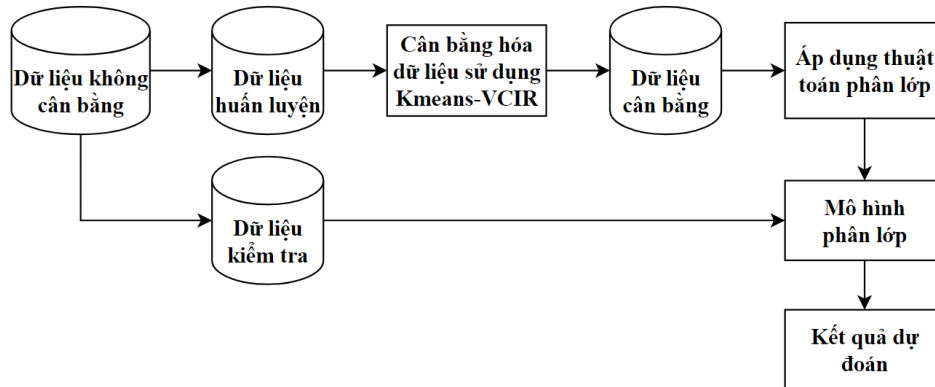 Dữ liệu không
cân bằng
Dữ liệu
huấn luyện
Cân bằng hóa
dữ liệu sử dụng
Kmeans-VCIR
Dữ liệu
cân bằng
Áp dụng thuật
toán phân lớp
Dữ liệu
kiểm tra
Mô hình
phân lớp
Kết quả dự
đoán